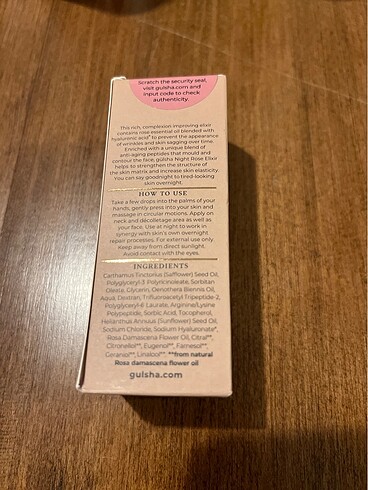 Scratch the security seal,
visit gulsha.com and
input code to check
authenticity.
This rich, complexion improving elixir
contains rose essential oil blended with
hyaluronic acid* to prevent the appearance
of wrinkles and skin sagging over time.
Enriched with a unique blend of
anti-aging peptides that mould and
contour the face, gülsha Night Rose Elixir
helps to strengthen the structure of
the skin matrix and increase skin elasticity.
You can say goodnight to tired-looking
skin overnight.
HOW TO USE
Take a few drops into the palms of your
hands, gently press into your skin and
massage in circular motions. Apply on
neck and décolletage area as well as
your face. Use at night to work in
synergy with skin's own overnight
repair processes. For external use only.
Keep away from direct sunlight.
Avoid contact with the eyes.
INGREDIENTS
Carthamus Tinctorius (Safflower) Seed Oil,
Polyglyceryl-3 Polyricinoleate, Sorbitan
Oleate, Glycerin, Oenothera Biennis Oil,
Aqua, Dextran, Trifluoroacetyl Tripeptide-2,
Polyglyceryl-6 Laurate, Arginine/Lysine
Polypeptide, Sorbic Acid, Tocopherol,
Helianthus Annuus (Sunflower) Seed Oil,
Sodium Chloride, Sodium Hyaluronate*,
Rosa Damascena Flower Oil, Citral**,
Citronellol**, Eugenol**, Farnesol**,
Geraniol**, Linalool**. **from natural
Rosa damascena flower oil
gulsha.com